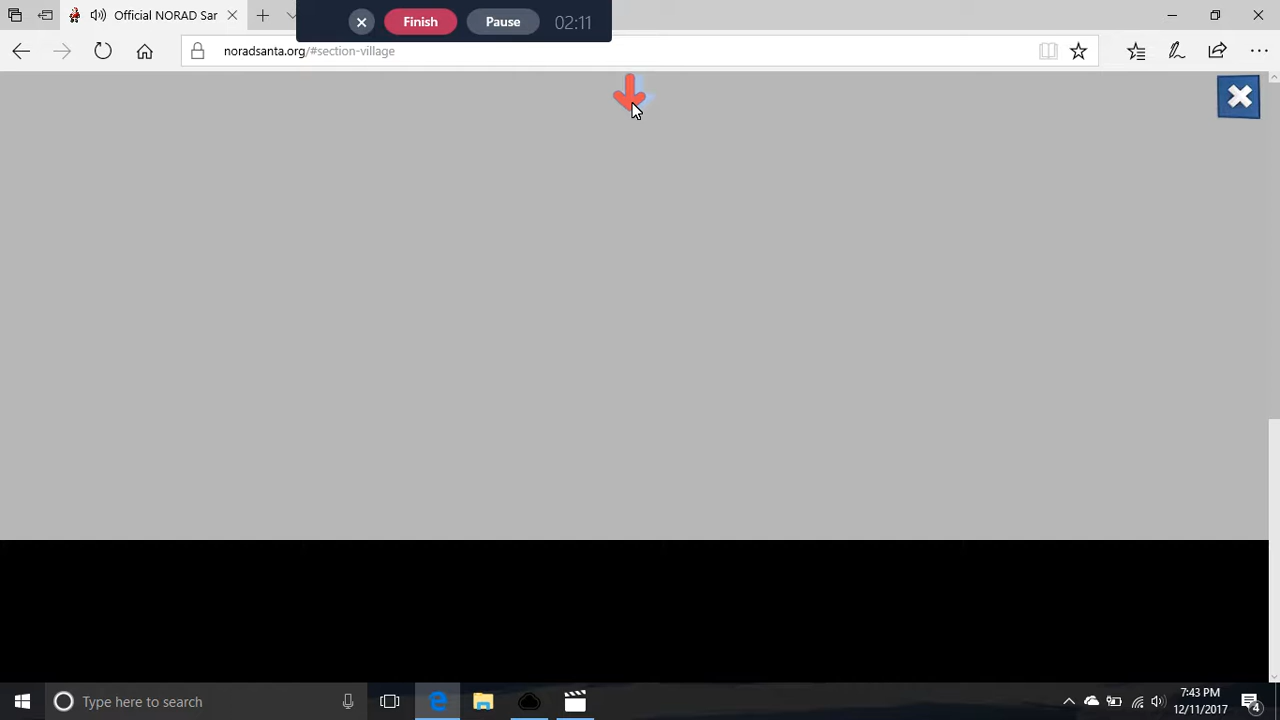 Official NORAD Sar
Finish
Pause
02:11
noradsanta.org/#section-village
Type here to search
7:43 PM
12/11/2017
4